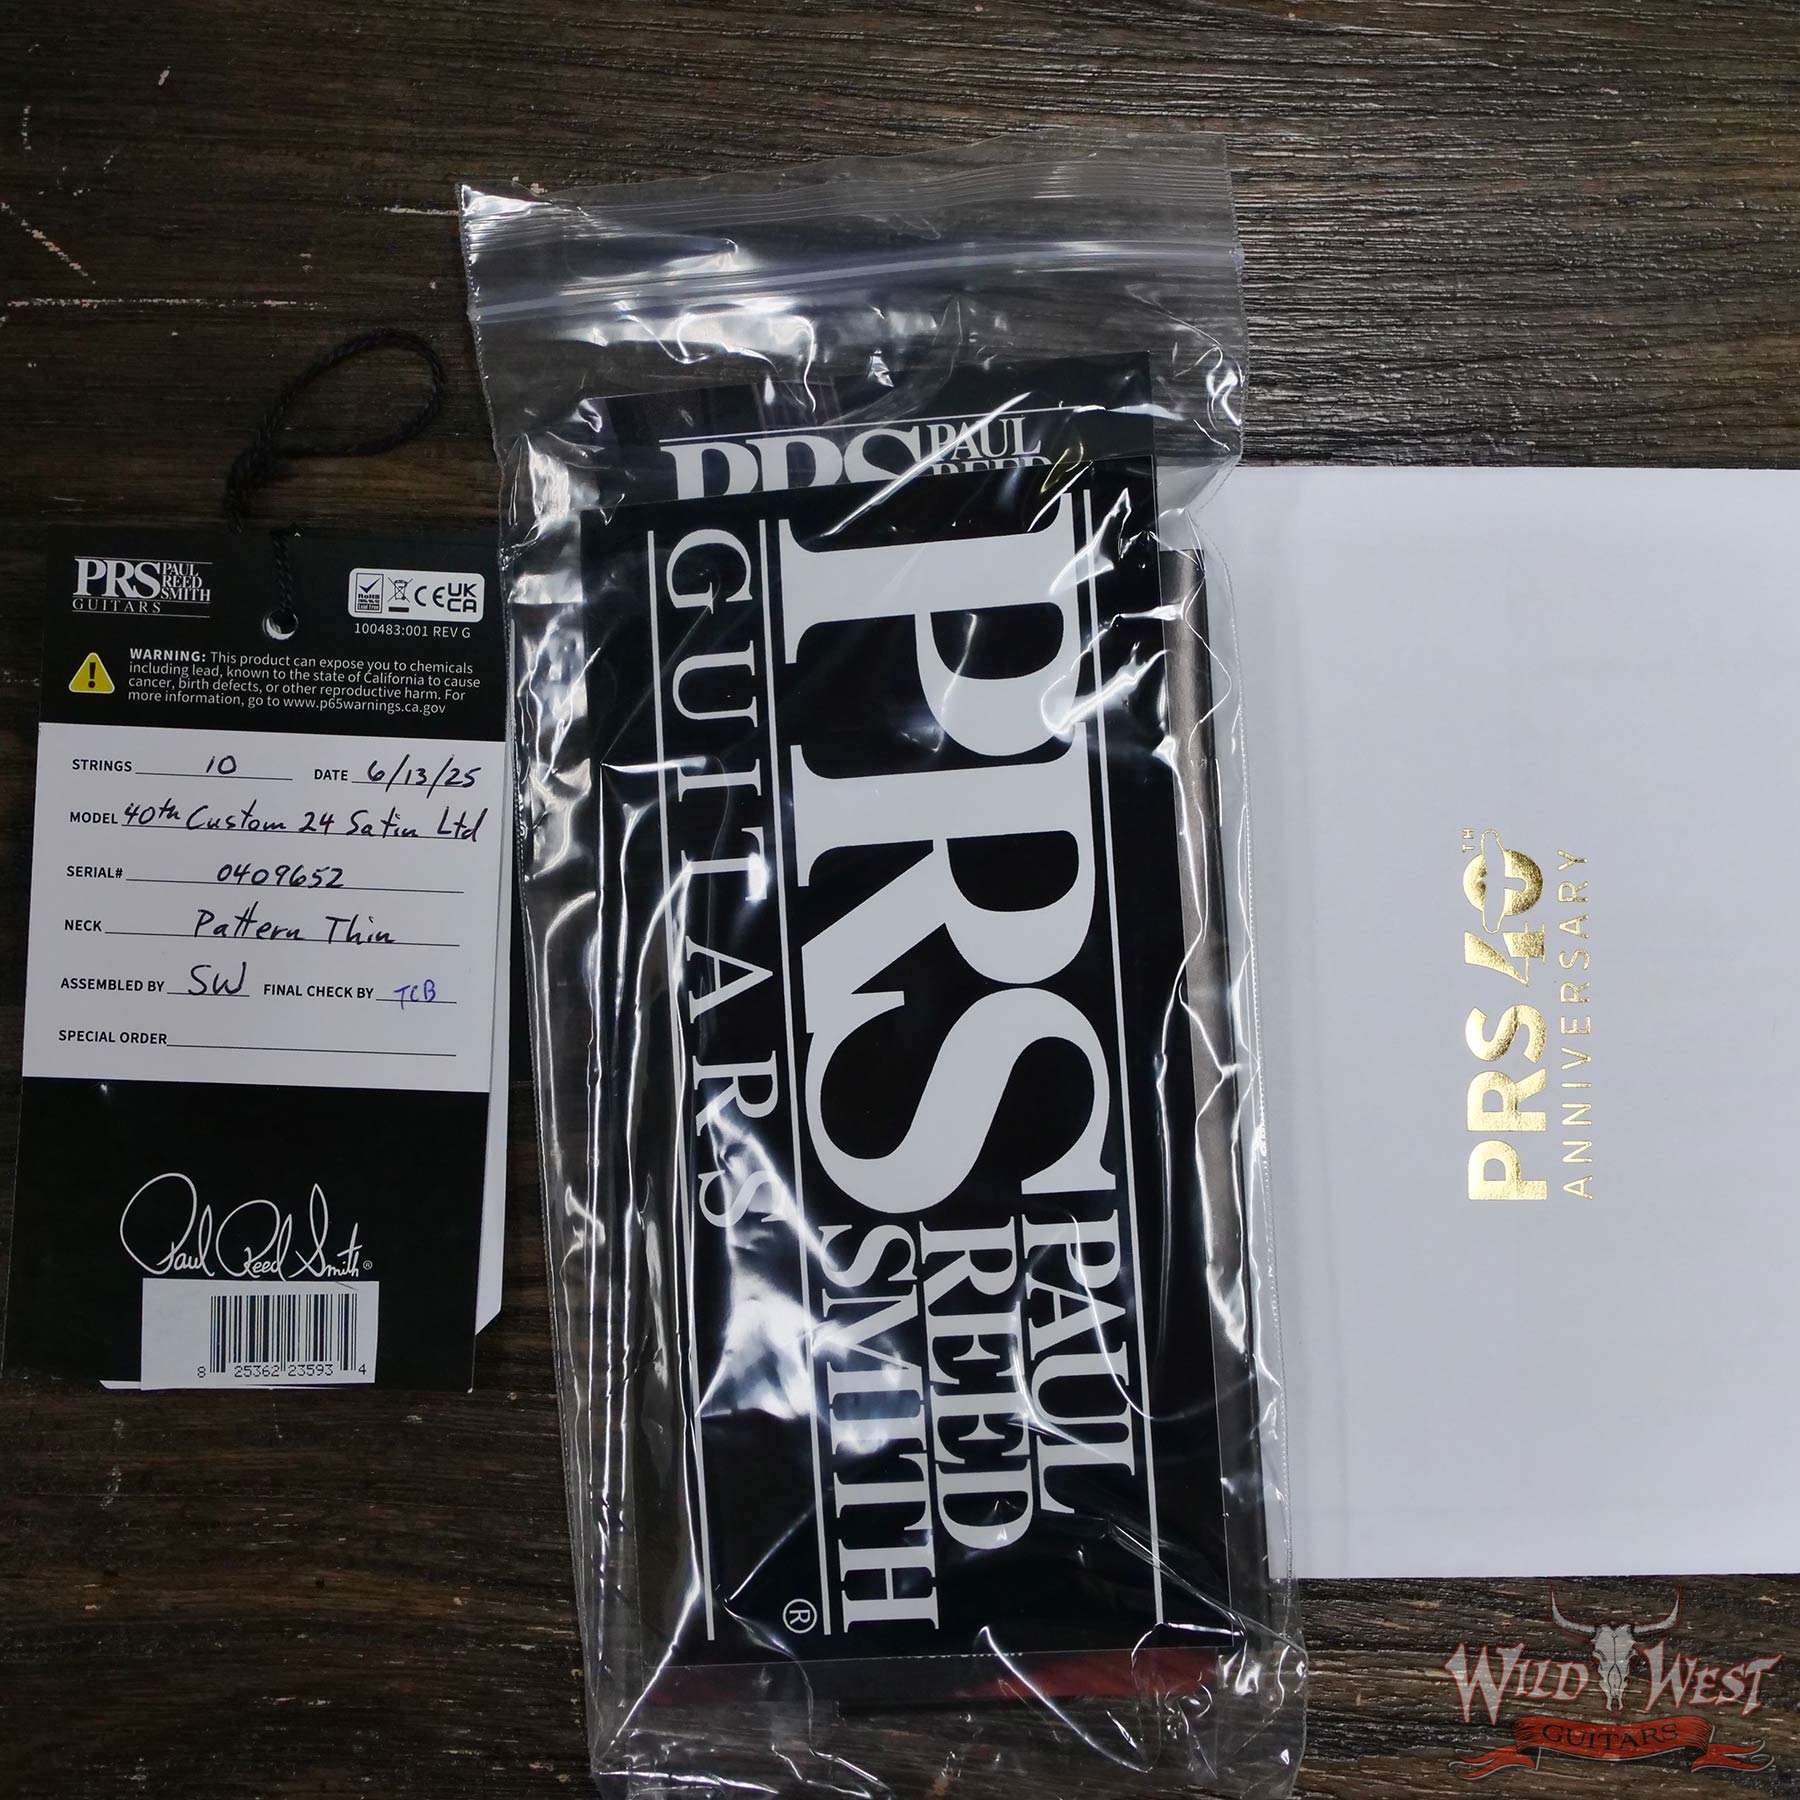 PRS PAUL
REED
SMITH
GUITARS
RoHS
CE UK
CA
100483:001 REV G
WARNING: This product can expose you to chemicals
including lead, known to the state of California to cause
cancer, birth defects, or other reproductive harm. For
more information, go to www.p65warnings.ca.gov
STRINGS 10 DATE 6/13/25
MODEL 40th Custom 24 Satin Ltd
SERIAL# 0409652
NECK Pattern Thin
ASSEMBLED BY SW FINAL CHECK BY TCB
SPECIAL ORDER
Paul Reed Smith®
8 25362 23593 4
PRS PAUL
REED
PRS PAUL
REED
SMITH
GUITARS
®
PRS 40TH
ANNIVERSARY
WILD WEST
GUITARS